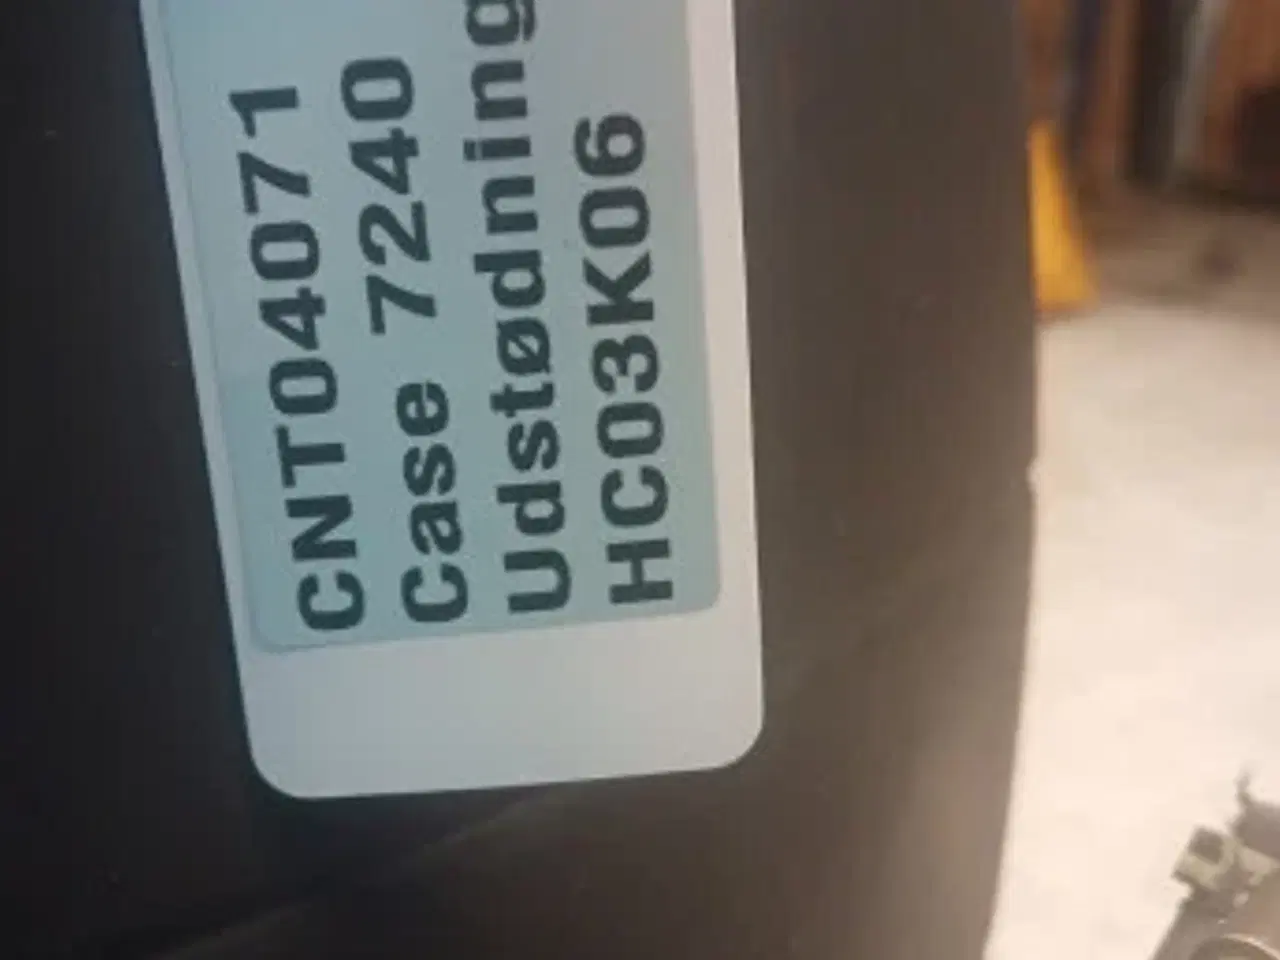 CNT04071
Case 7240
Udstødning
HC03K06